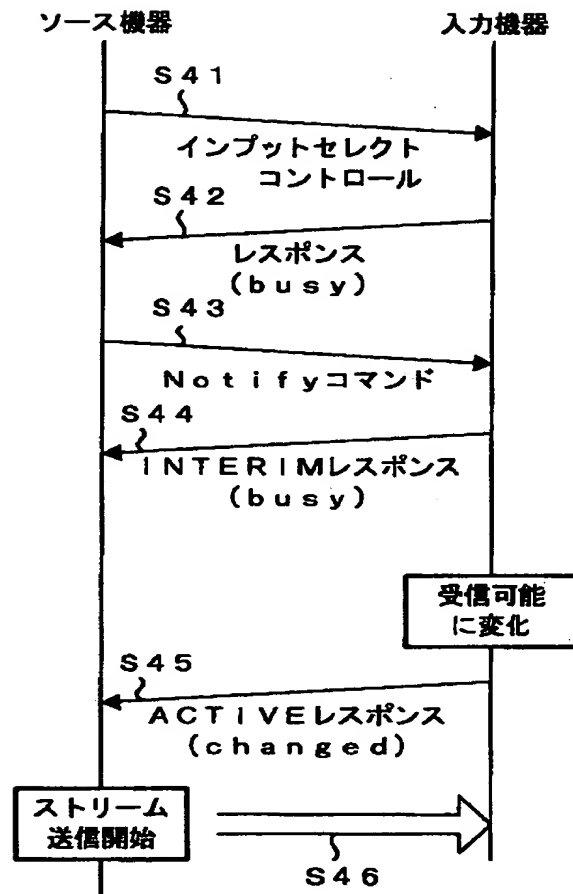 ソース機器
入力機器
S41
インプットセレクト
コントロール
S42
レスポンス
(busy)
S43
Notifyコマンド
S44
INTERIMレスポンス
(busy)
受信可能
に変化
S45
ACTIVEレスポンス
(changed)
ストリーム
送信開始
S46